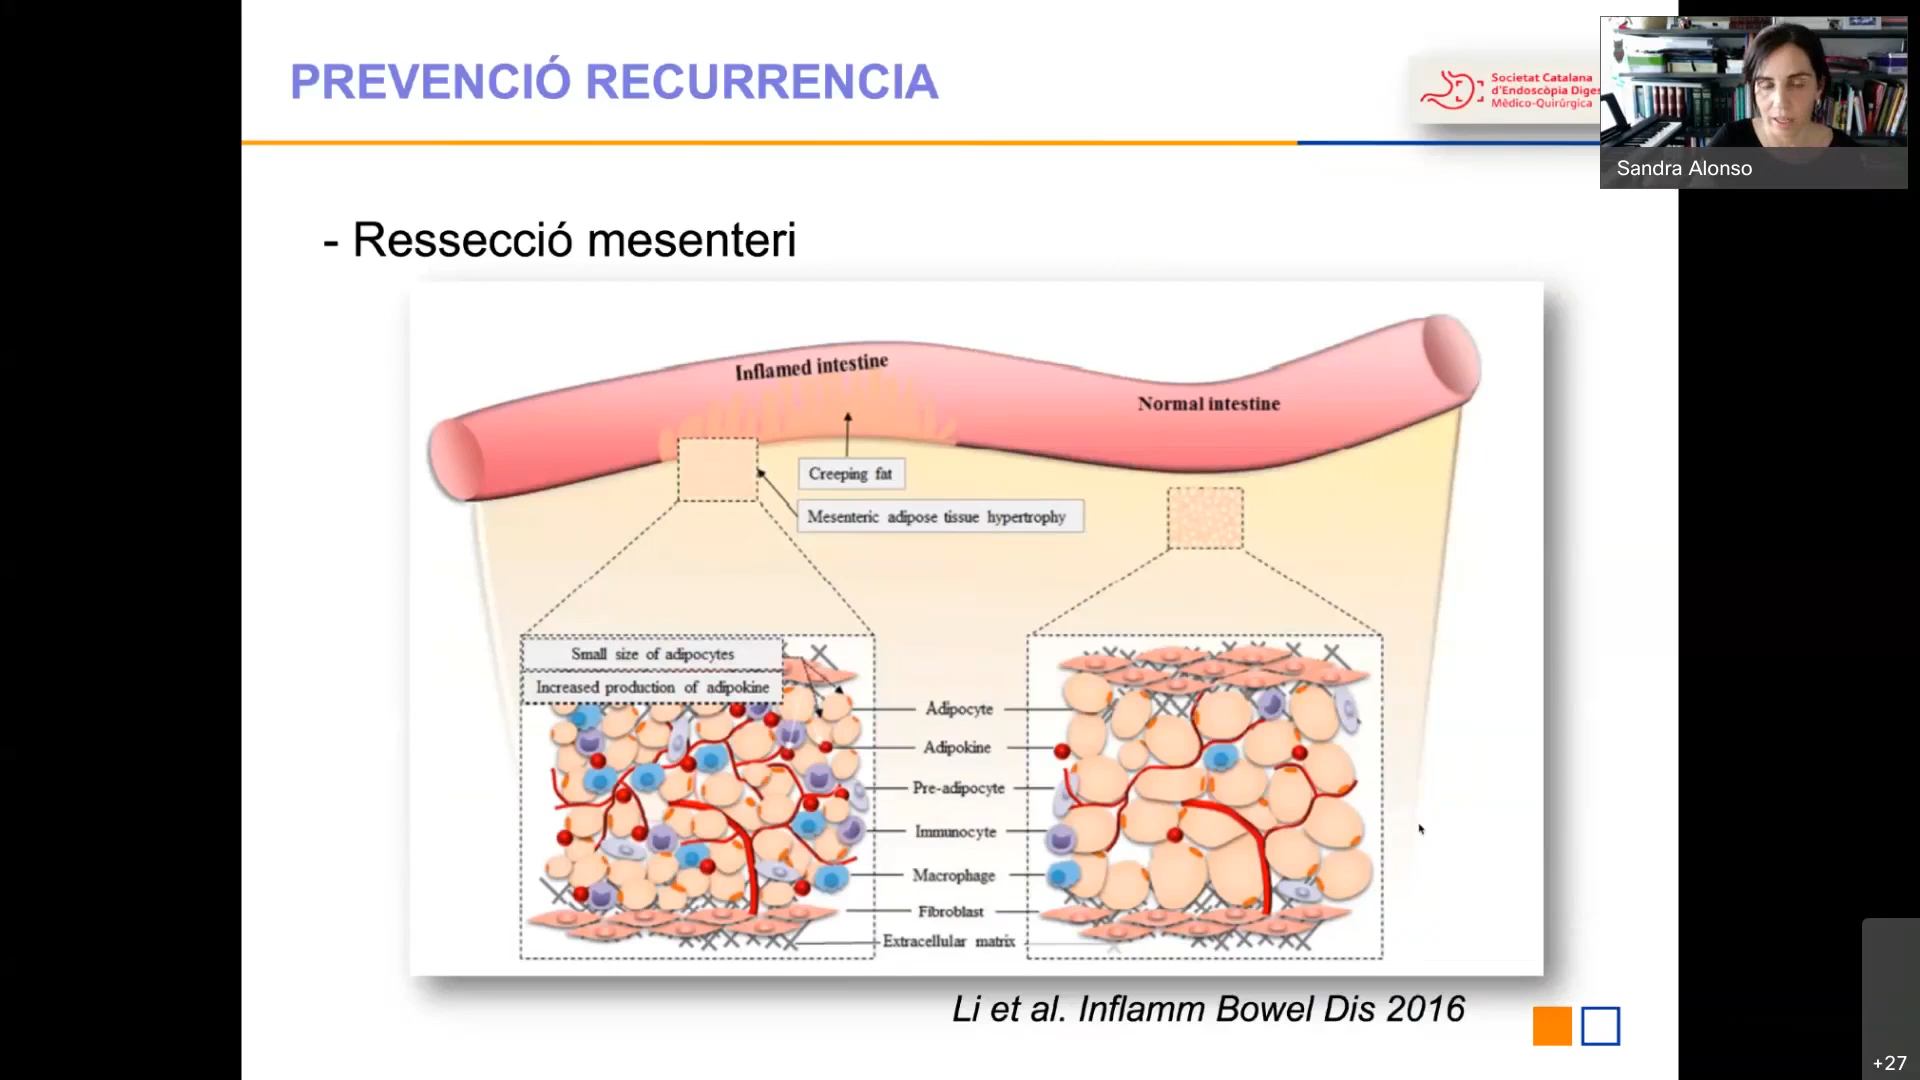 PREVENCIÓ RECURRENCIA
Societat Catalana
d'Endoscòpia
Mèdico-Quirúrgica
Sandra Alonso
- Ressecció mesenteri
Inflamed intestine
Normal intestine
Creeping fat
Mesenteric adipose tissue hypertrophy
Small size of adipocytes
Increased production of adipokine
Adipocyte
Adipokine
Pre-adipocyte
Immunocyte
Macrophage
Fibroblast
Extracellular matrix
Li et al. Inflamm Bowel Dis 2016
+27